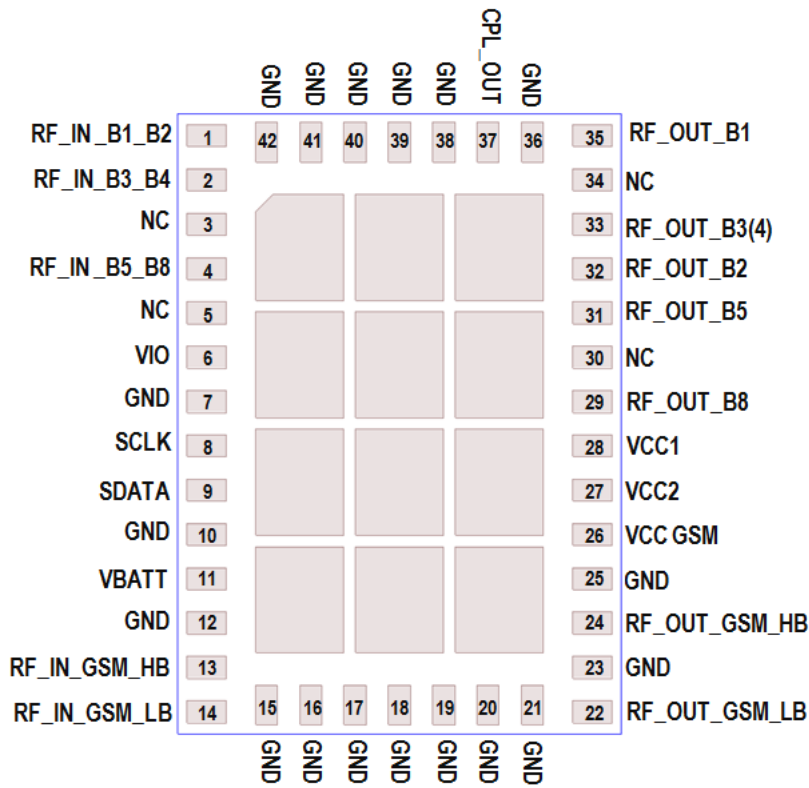 GND GND GND GND GND CPL_OUT GND
42 41 40 39 38 37 36
RF_IN_B1_B2 1 35 RF_OUT_B1
RF_IN_B3_B4 2 34 NC
NC 3 33 RF_OUT_B3(4)
RF_IN_B5_B8 4 32 RF_OUT_B2
NC 5 31 RF_OUT_B5
VIO 6 30 NC
GND 7 29 RF_OUT_B8
SCLK 8 28 VCC1
SDATA 9 27 VCC2
GND 10 26 VCC GSM
VBATT 11 25 GND
GND 12 24 RF_OUT_GSM_HB
RF_IN_GSM_HB 13 23 GND
RF_IN_GSM_LB 14 22 RF_OUT_GSM_LB
15 16 17 18 19 20 21
GND GND GND GND GND GND GND